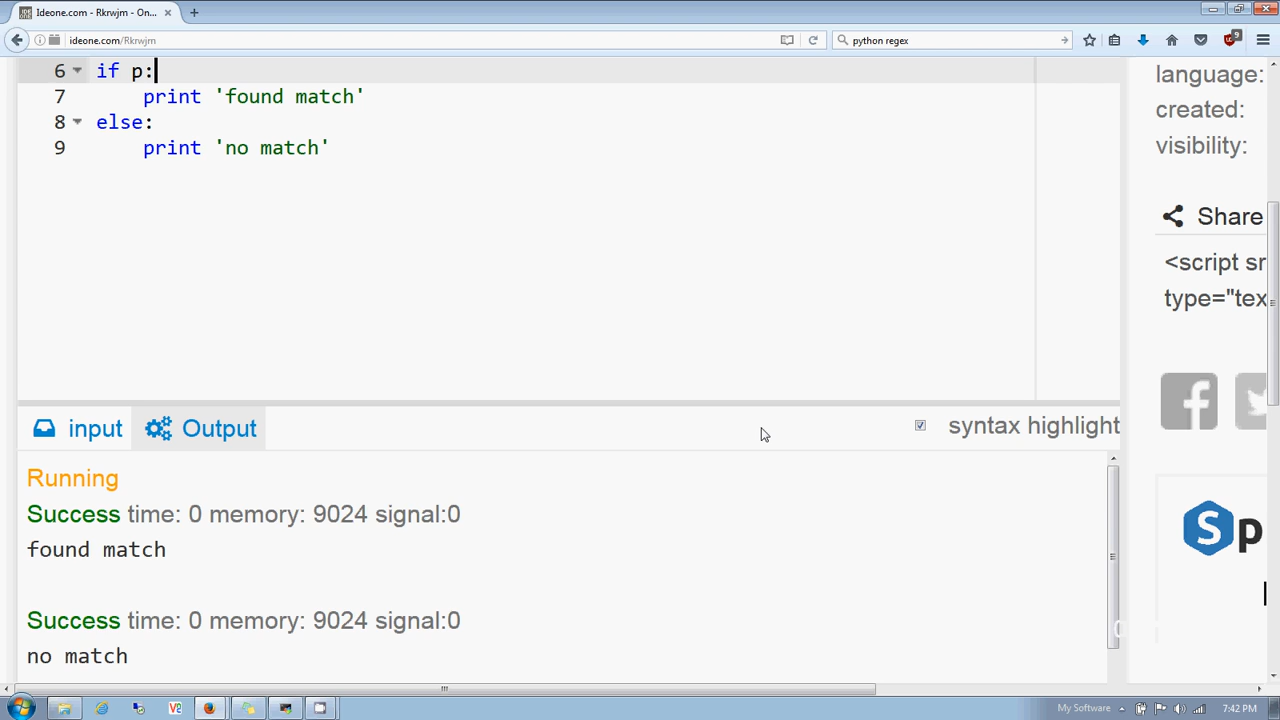 Ideone.com - Rkrwjm - On...
ideone.com/Rkrwjm
python regex
9
6 if p:
7 print 'found match'
8 else:
9 print 'no match'
language:
created:
visibility:
Share
<script sr
type="tex
input
Output
syntax highlight
Running
Success time: 0 memory: 9024 signal:0
found match
Success time: 0 memory: 9024 signal:0
no match
Sp
My Software
7:42 PM